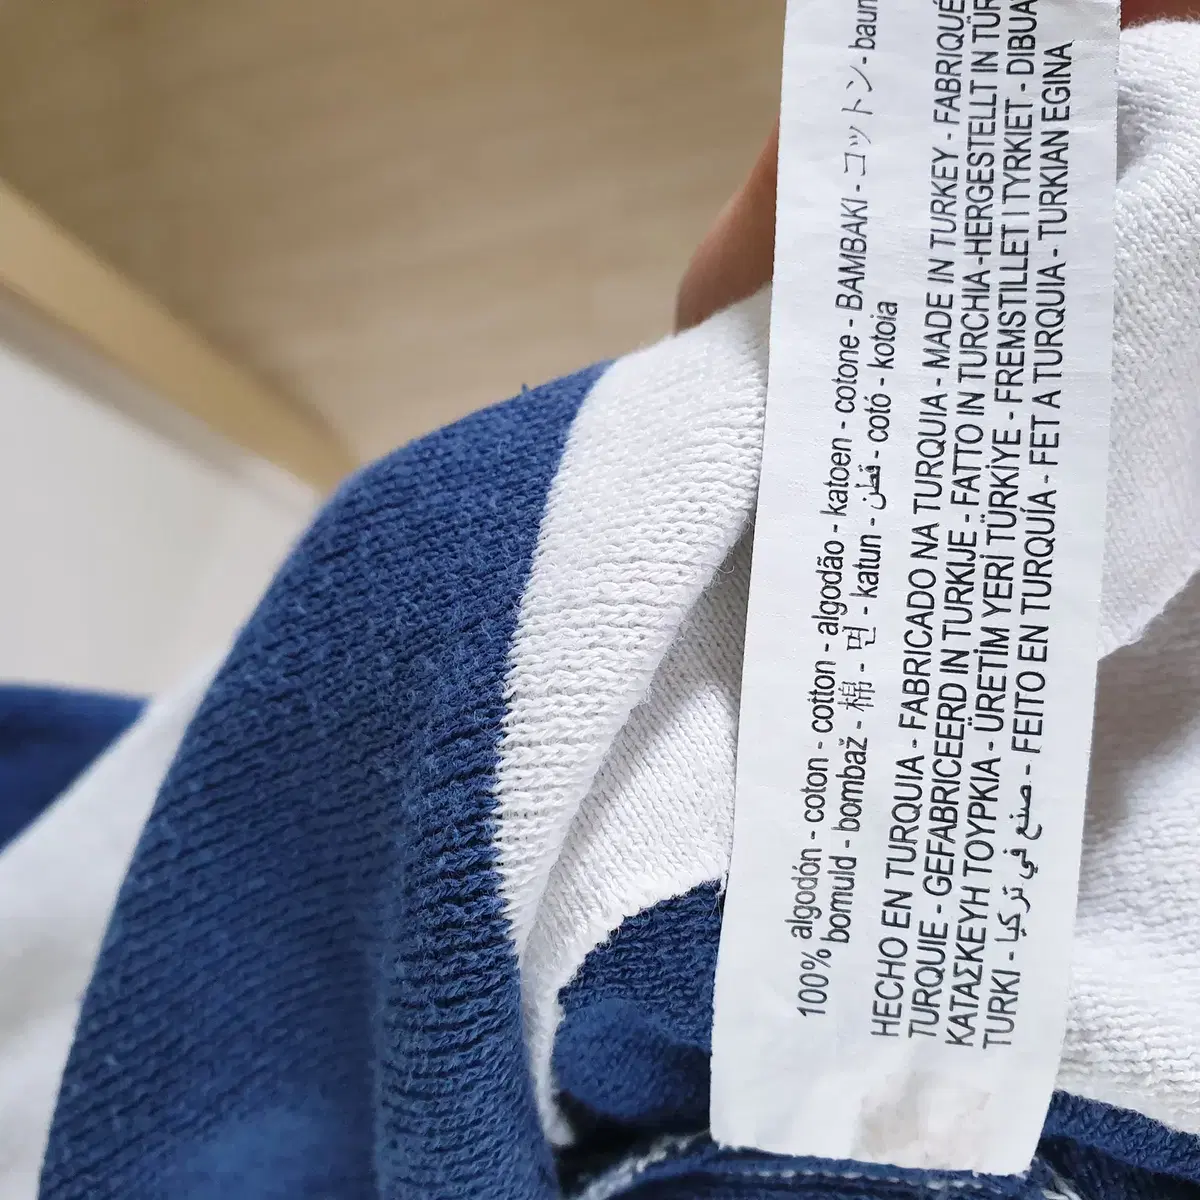 100% algodón - coton - cotton - algodão - katoen - cotone - BAMBAKI - コットン - baum
bomuld - bombaž - 棉 - 면 - katun - قطن - cotó - kotoia
HECHO EN TURQUIA - FABRICADO NA TURQUIA - MADE IN TURKEY - FABRIQUÉ
TURQUIE - GEFABRICEERD IN TURKIJE - FATTO IN TURCHIA -HERGESTELLT IN TÜR
ΚΑΤΑΣΚΕΥΗ ΤΟΥΡΚΙΑ - ÜRETİM YERİ TÜRKİYE - FREMSTILLET I TYRKIET - DIBUA
TURKI - صنع في تركيا - FEITO EN TURQUÍA - FET A TURQUIA - TURKIAN EGINA